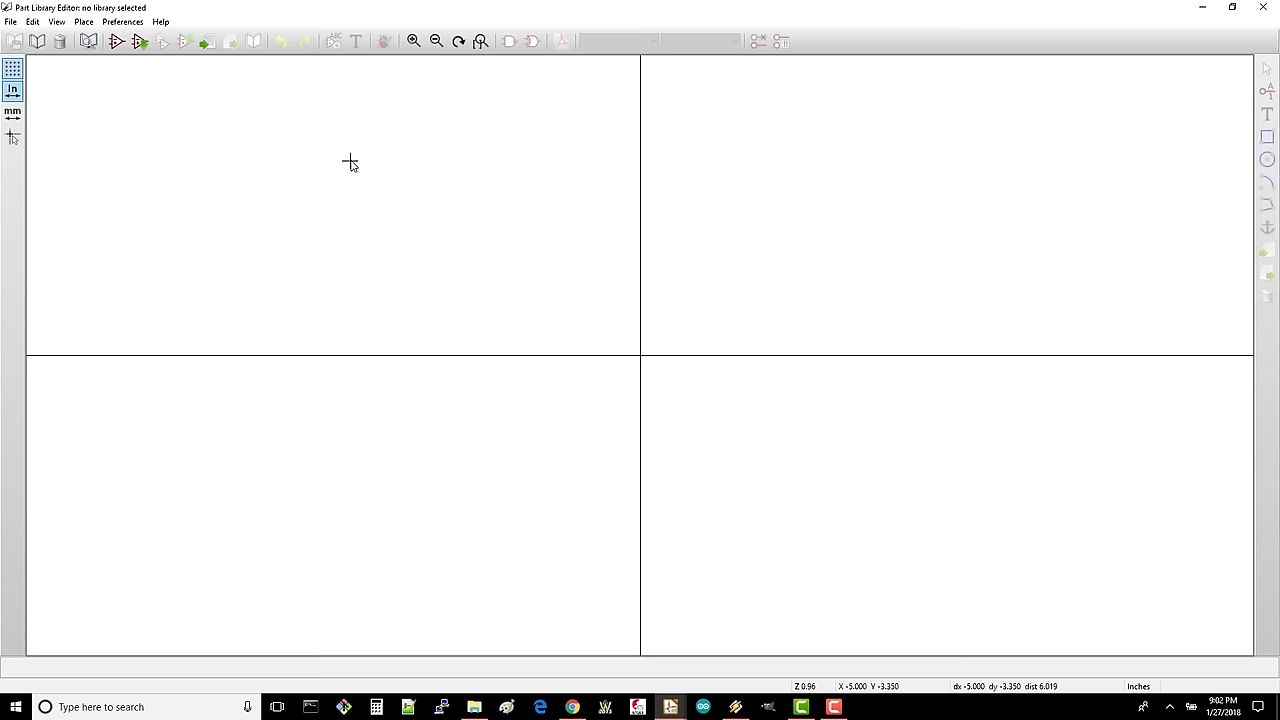 Part Library Editor: no library selected
File Edit View Place Preferences Help
ABC T
In
mm
A
1
T
Z 0.96 X -5.000 Y -3.350 dx -5.000 dy -3.350 dist 6.019 Inches
Type here to search
9:02 PM
1/27/2018